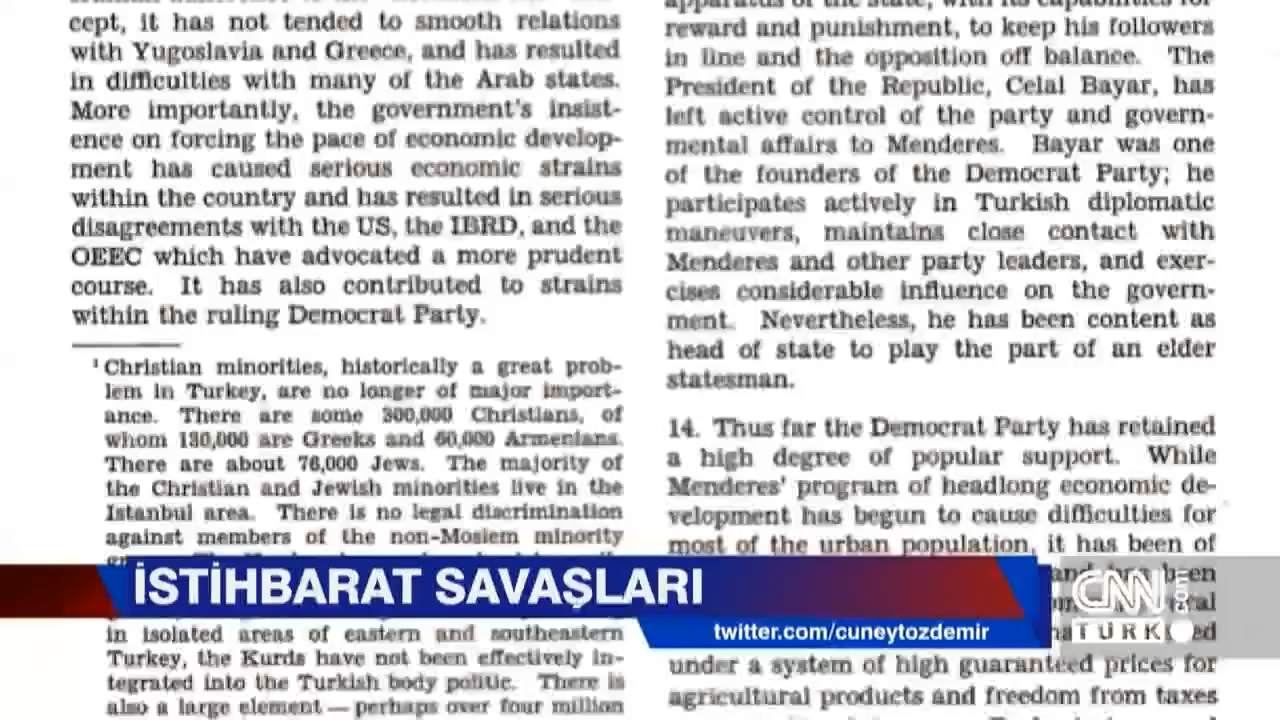 cept, it has not tended to smooth relations
with Yugoslavia and Greece, and has resulted
in difficulties with many of the Arab states.
More importantly, the government's insist-
ence on forcing the pace of economic develop-
ment has caused serious economic strains
within the country and has resulted in serious
disagreements with the US, the IBRD, and the
OEEC which have advocated a more prudent
course. It has also contributed to strains
within the ruling Democrat Party.
¹ Christian minorities, historically a great prob-
lem in Turkey, are no longer of major import-
ance. There are some 300,000 Christians, of
whom 130,000 are Greeks and 60,000 Armenians.
There are about 76,000 Jews. The majority of
the Christian and Jewish minorities live in the
Istanbul area. There is no legal discrimination
against members of the non-Moslem minority
in isolated areas of eastern and southeastern
Turkey, the Kurds have not been effectively in-
tegrated into the Turkish body politic. There is
also a large element — perhaps over four million
apparatus of the state, with its capabilities for
reward and punishment, to keep his followers
in line and the opposition off balance. The
President of the Republic, Celal Bayar, has
left active control of the party and govern-
mental affairs to Menderes. Bayar was one
of the founders of the Democrat Party; he
participates actively in Turkish diplomatic
maneuvers, maintains close contact with
Menderes and other party leaders, and exer-
cises considerable influence on the govern-
ment. Nevertheless, he has been content as
head of state to play the part of an elder
statesman.
14. Thus far the Democrat Party has retained
a high degree of popular support. While
Menderes' program of headlong economic de-
velopment has begun to cause difficulties for
most of the urban population, it has been of
and has been
under a system of high guaranteed prices for
agricultural products and freedom from taxes
İSTİHBARAT SAVAŞLARI
twitter.com/cuneytozdemir
CNN
TÜRK
.com